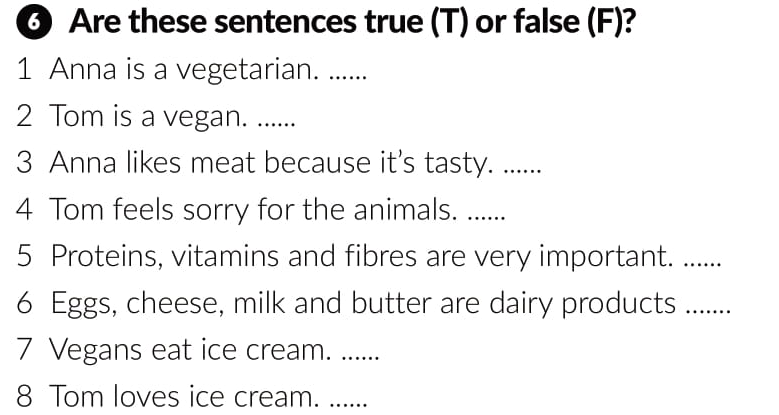 6 Are these sentences true (T) or false (F)?
1 Anna is a vegetarian. ......
2 Tom is a vegan. ......
3 Anna likes meat because it's tasty. ......
4 Tom feels sorry for the animals. ......
5 Proteins, vitamins and fibres are very important. ......
6 Eggs, cheese, milk and butter are dairy products .......
7 Vegans eat ice cream. ......
8 Tom loves ice cream. ......